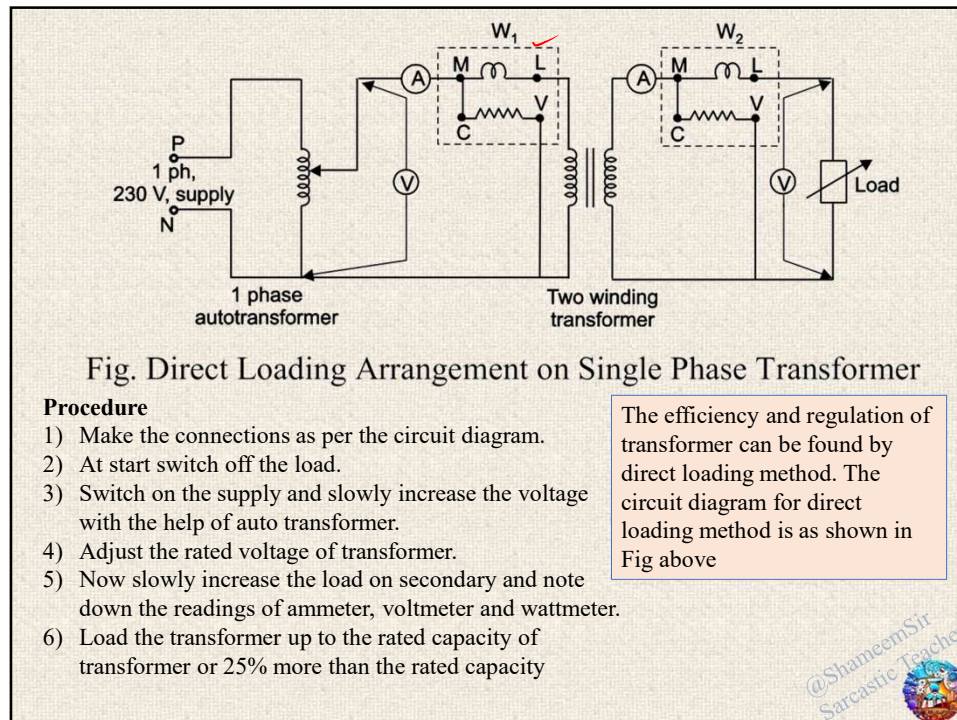 W₁
W₂
M
L
A
C
V
M
L
A
C
V
P
1 ph,
230 V, supply
N
V
V
Load
1 phase
autotransformer
Two winding
transformer
Fig. Direct Loading Arrangement on Single Phase Transformer
Procedure
1) Make the connections as per the circuit diagram.
2) At start switch off the load.
3) Switch on the supply and slowly increase the voltage
with the help of auto transformer.
4) Adjust the rated voltage of transformer.
5) Now slowly increase the load on secondary and note
down the readings of ammeter, voltmeter and wattmeter.
6) Load the transformer up to the rated capacity of
transformer or 25% more than the rated capacity
The efficiency and regulation of
transformer can be found by
direct loading method. The
circuit diagram for direct
loading method is as shown in
Fig above
@ShameemSir
Sarcastic Teache